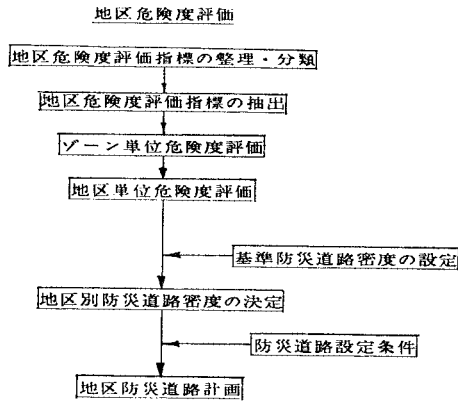 地区危険度評価
地区危険度評価指標の整理・分類
地区危険度評価指標の抽出
ゾーン単位危険度評価
地区単位危険度評価
基準防災道路密度の設定
地区別防災道路密度の決定
防災道路設定条件
地区防災道路計画